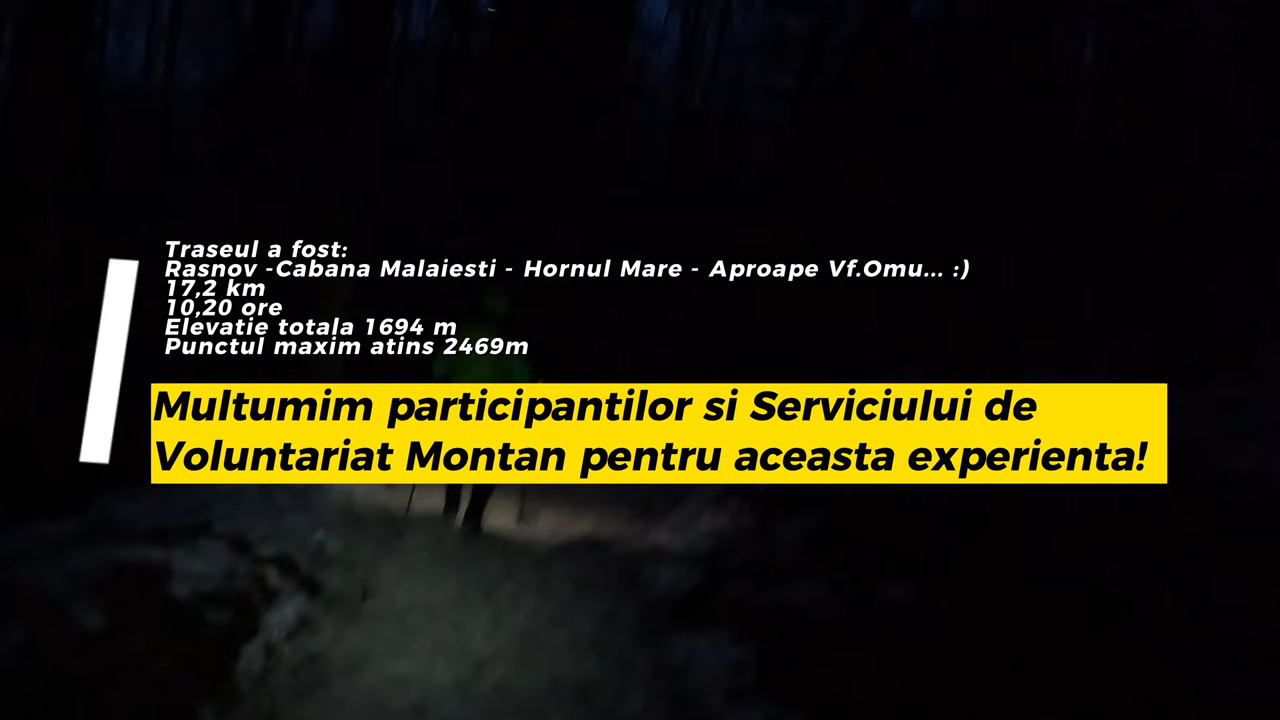 Traseul a fost:
Rasnov -Cabana Malaiesti - Hornul Mare - Aproape Vf.Omu... :)
17,2 km
10,20 ore
Elevatie totala 1694 m
Punctul maxim atins 2469m
Multumim participantilor si Serviciului de
Voluntariat Montan pentru aceasta experienta!